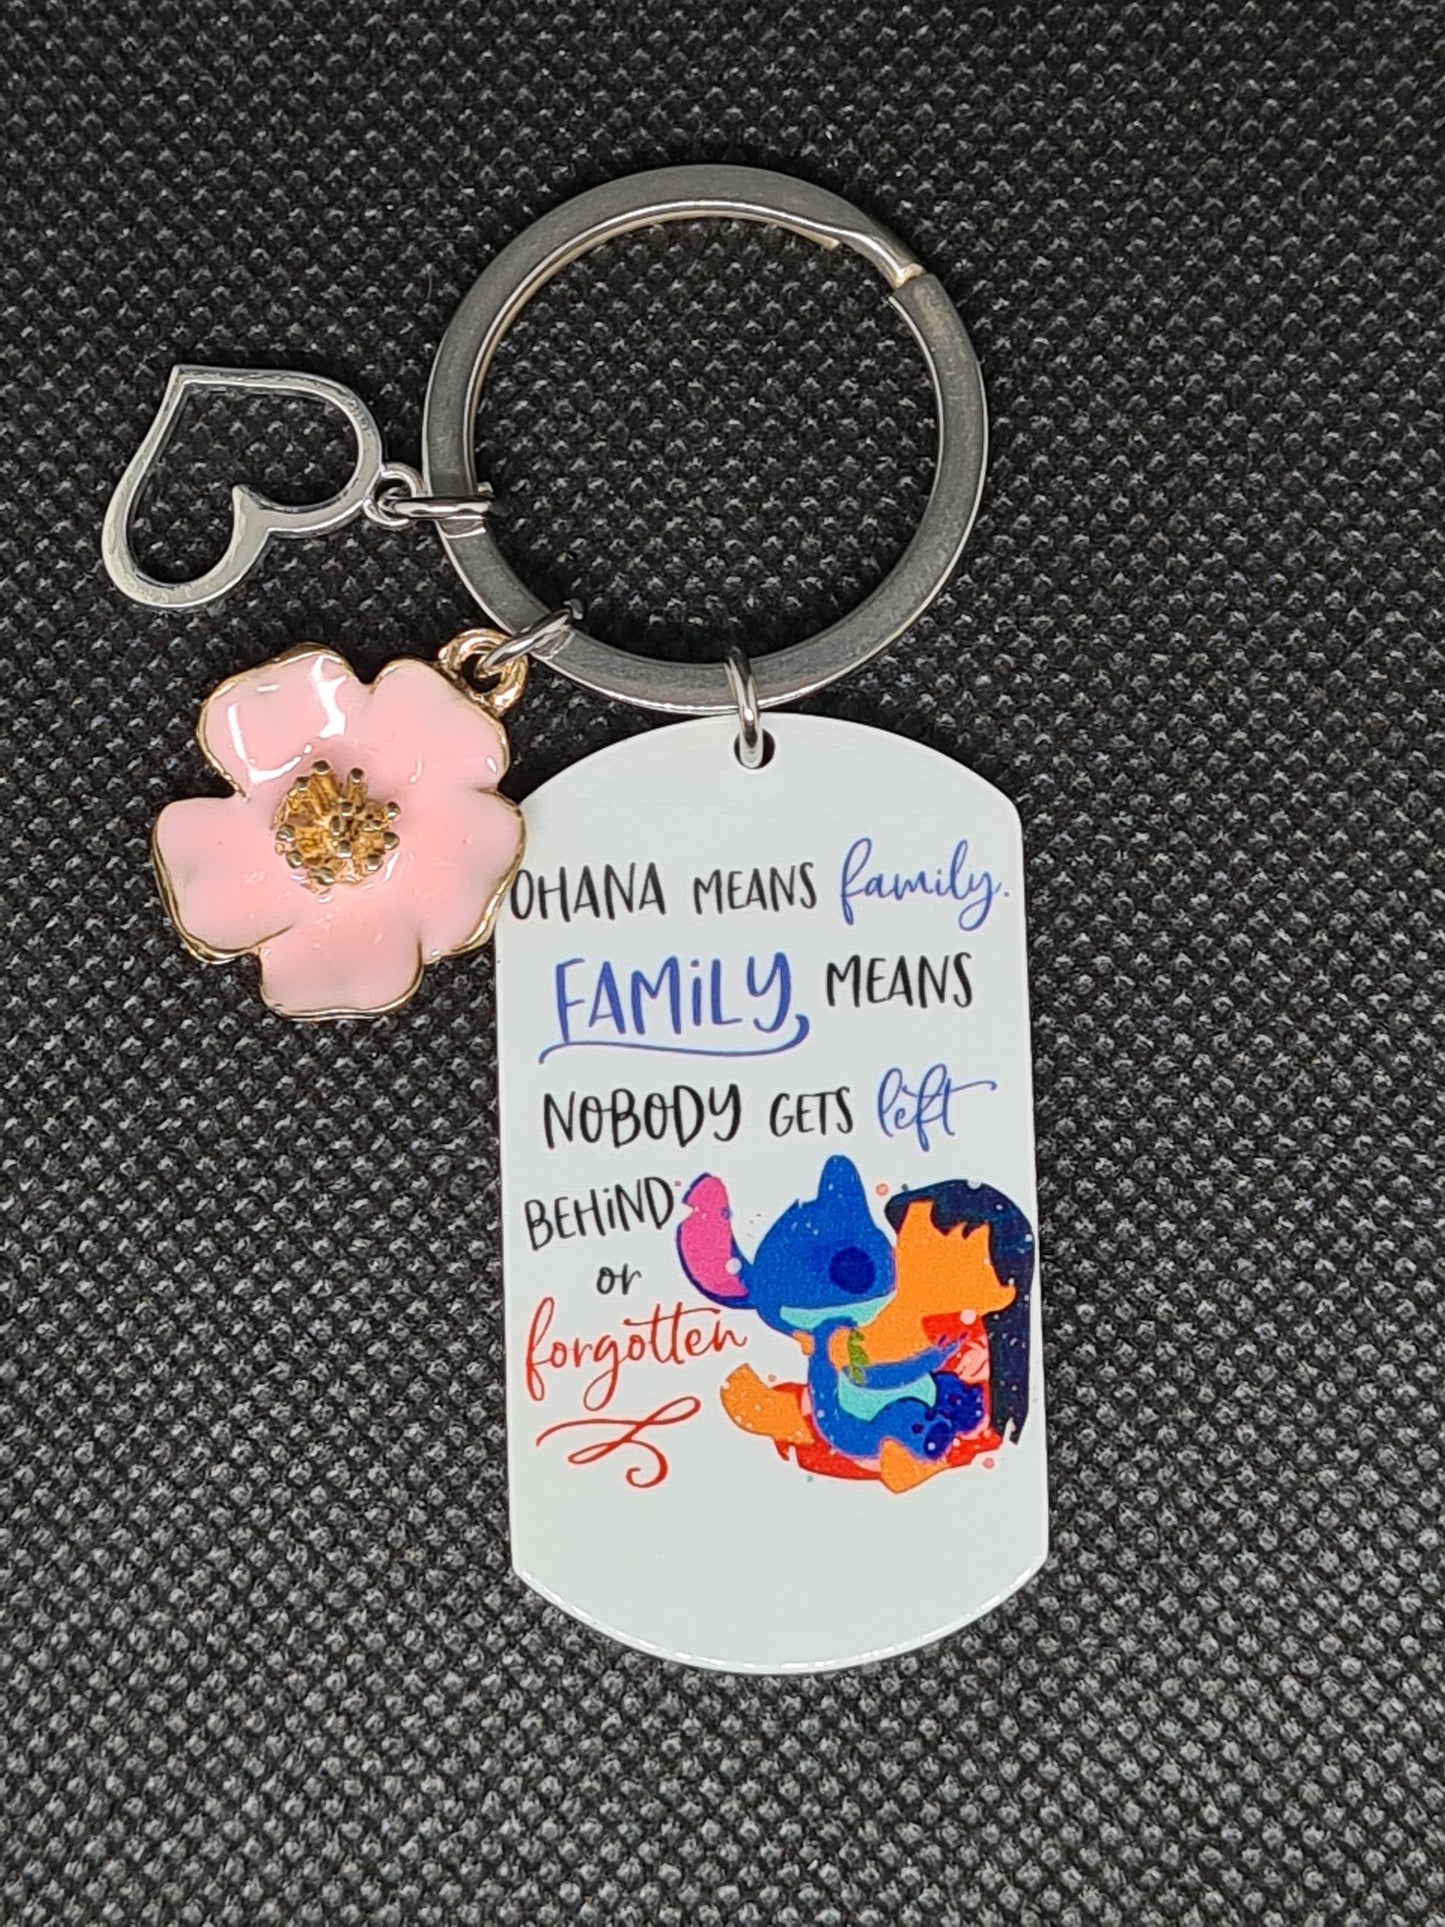 OHANA MEANS family.
FAMiLY MEANS
NOBODY GETS left
BEHiND
or
forgotten